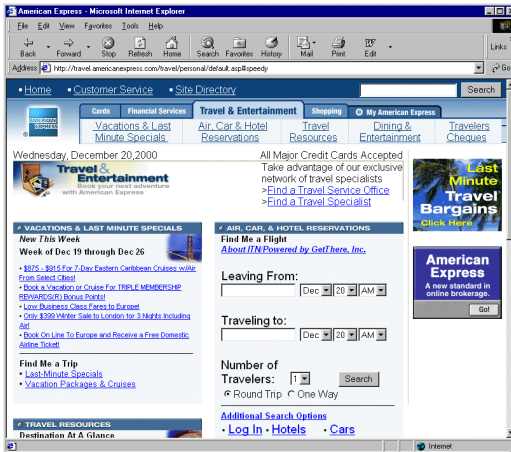 American Express - Microsoft Internet Explorer
File Edit View Favorites Tools Help
Back Forward Stop Refresh Home Search Favorites History Mail Print Edit Links
Address http://travel.americanexpress.com/travel/personal/default.asp#speedy Go
• Home • Customer Service • Site Directory Search
Cards Financial Services Travel & Entertainment Shopping My American Express
AMERICAN EXPRESS
Vacations & Last Minute Specials
Air, Car & Hotel Reservations
Travel Resources
Dining & Entertainment
Travelers Cheques
Wednesday, December 20,2000
Travel &
Entertainment
Book your next adventure
with American Express
All Major Credit Cards Accepted
Take advantage of our exclusive
network of travel specialists
>Find a Travel Service Office
>Find a Travel Specialist
Last
Minute
Travel
Bargains
Click Here
VACATIONS & LAST MINUTE SPECIALS
New This Week
Week of Dec 19 through Dec 26
• $875 - $915 For 7-Day Eastern Caribbean Cruises w/Air
From Select Cities!
• Book a Vacation or Cruise For TRIPLE MEMBERSHIP
REWARDS(R) Bonus Points!
• Low Business Class Fares to Europe!
• Only $399 Winter Sale to London for 3 Nights Including
Air!
• Book On Line To Europe and Receive a Free Domestic
Airline Ticket!
Find Me a Trip
• Last-Minute Specials
• Vacation Packages & Cruises
TRAVEL RESOURCES
Destination At A Glance
AIR, CAR, & HOTEL RESERVATIONS
Find Me a Flight
About ITN/Powered by GetThere, Inc.
Leaving From:
Dec 20 AM
Traveling to:
Dec 20 AM
Number of
Travelers: 1 Search
Round Trip One Way
Additional Search Options
• Log In • Hotels • Cars
American
Express
A new standard in
online brokerage.
Go!
Internet